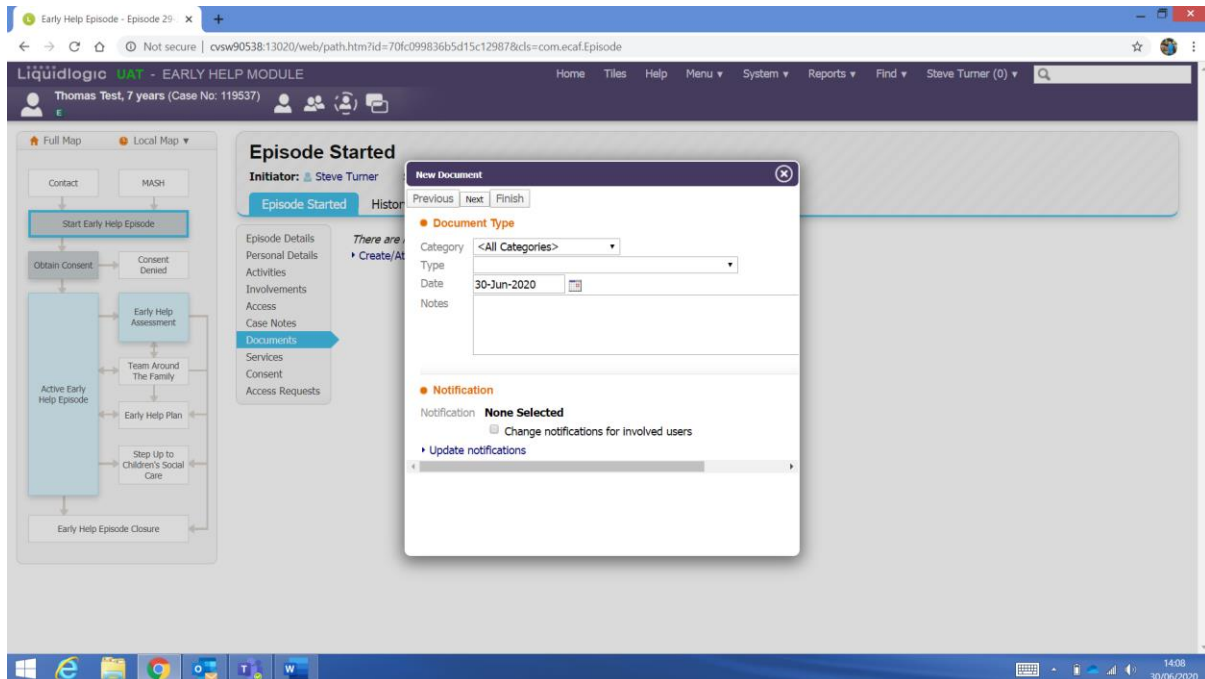 Early Help Episode - Episode 29-
Not secure | cvsw90538:13020/web/path.htm?id=70fc099836b5d15c12987&cls=com.ecaf.Episode
Liquidlogic UAT - EARLY HELP MODULE
Home Tiles Help Menu System Reports Find Steve Turner (0)
Thomas Test, 7 years (Case No: 119537)
E
Full Map Local Map
Contact MASH
Start Early Help Episode
Obtain Consent
Consent
Denied
Early Help
Assessment
Team Around
The Family
Active Early
Help Episode
Early Help Plan
Step Up to
Children's Social
Care
Early Help Episode Closure
Episode Started
Initiator: Steve Turner
Episode Started Histor
Episode Details
Personal Details
Activities
Involvements
Access
Case Notes
Documents
Services
Consent
Access Requests
There are
Create/At
New Document
Previous Next Finish
Document Type
Category <All Categories>
Type
Date 30-Jun-2020
Notes
Notification
Notification None Selected
Change notifications for involved users
Update notifications
14:08
30/06/2020